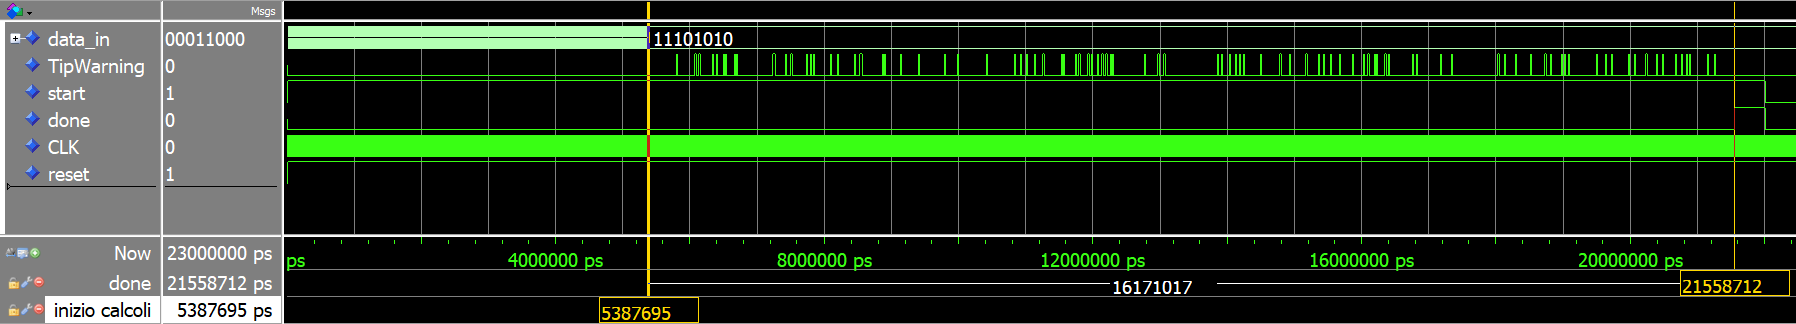 Msgs
data_in 00011000 11101010
TipWarning 0
start 1
done 0
CLK 0
reset 1
Now 23000000 ps ps 4000000 ps 8000000 ps 12000000 ps 16000000 ps 20000000 ps
done 21558712 ps 16171017 21558712
inizio calcoli 5387695 ps 5387695